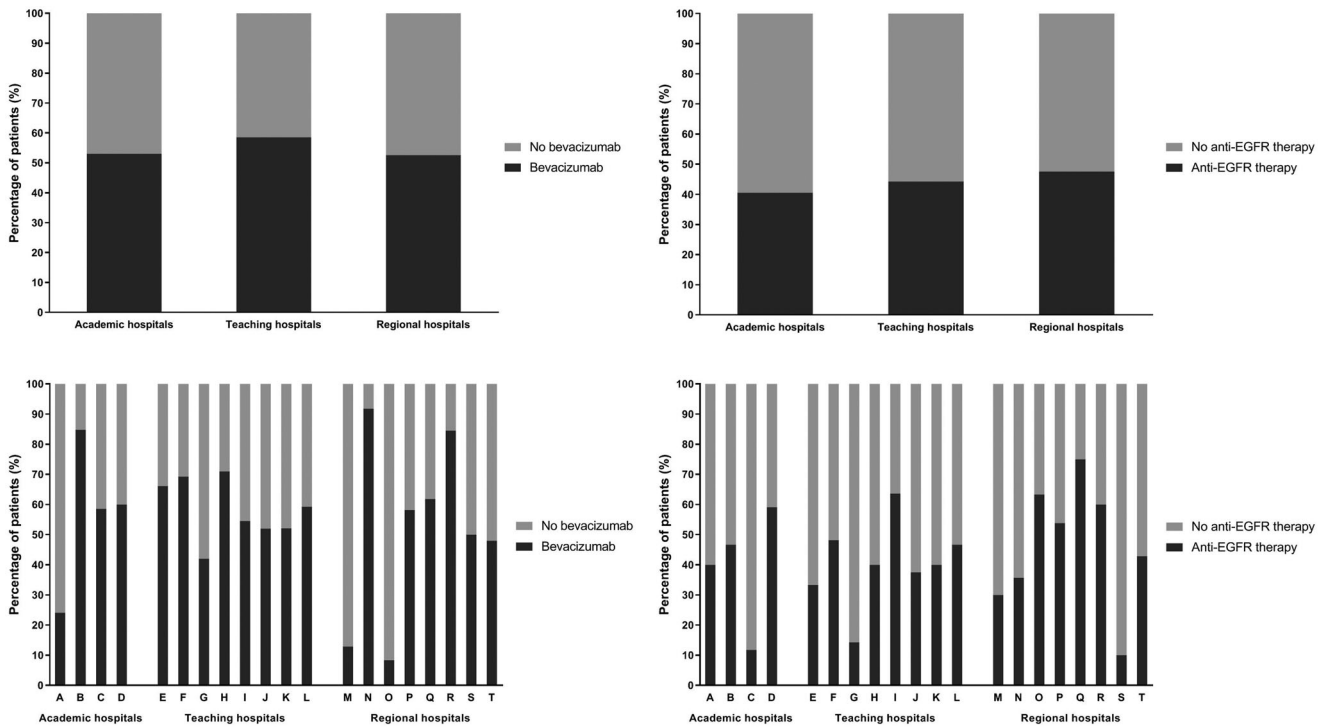 Percentage of patients (%)
100
90
80
70
60
50
40
30
20
10
0
Academic hospitals Teaching hospitals Regional hospitals
No bevacizumab
Bevacizumab
Percentage of patients (%)
100
90
80
70
60
50
40
30
20
10
0
Academic hospitals Teaching hospitals Regional hospitals
No anti-EGFR therapy
Anti-EGFR therapy
Percentage of patients (%)
100
90
80
70
60
50
40
30
20
10
0
A B C D E F G H I J K L M N O P Q R S T
Academic hospitals Teaching hospitals Regional hospitals
No bevacizumab
Bevacizumab
Percentage of patients (%)
100
90
80
70
60
50
40
30
20
10
0
A B C D E F G H I J K L M N O P Q R S T
Academic hospitals Teaching hospitals Regional hospitals
No anti-EGFR therapy
Anti-EGFR therapy